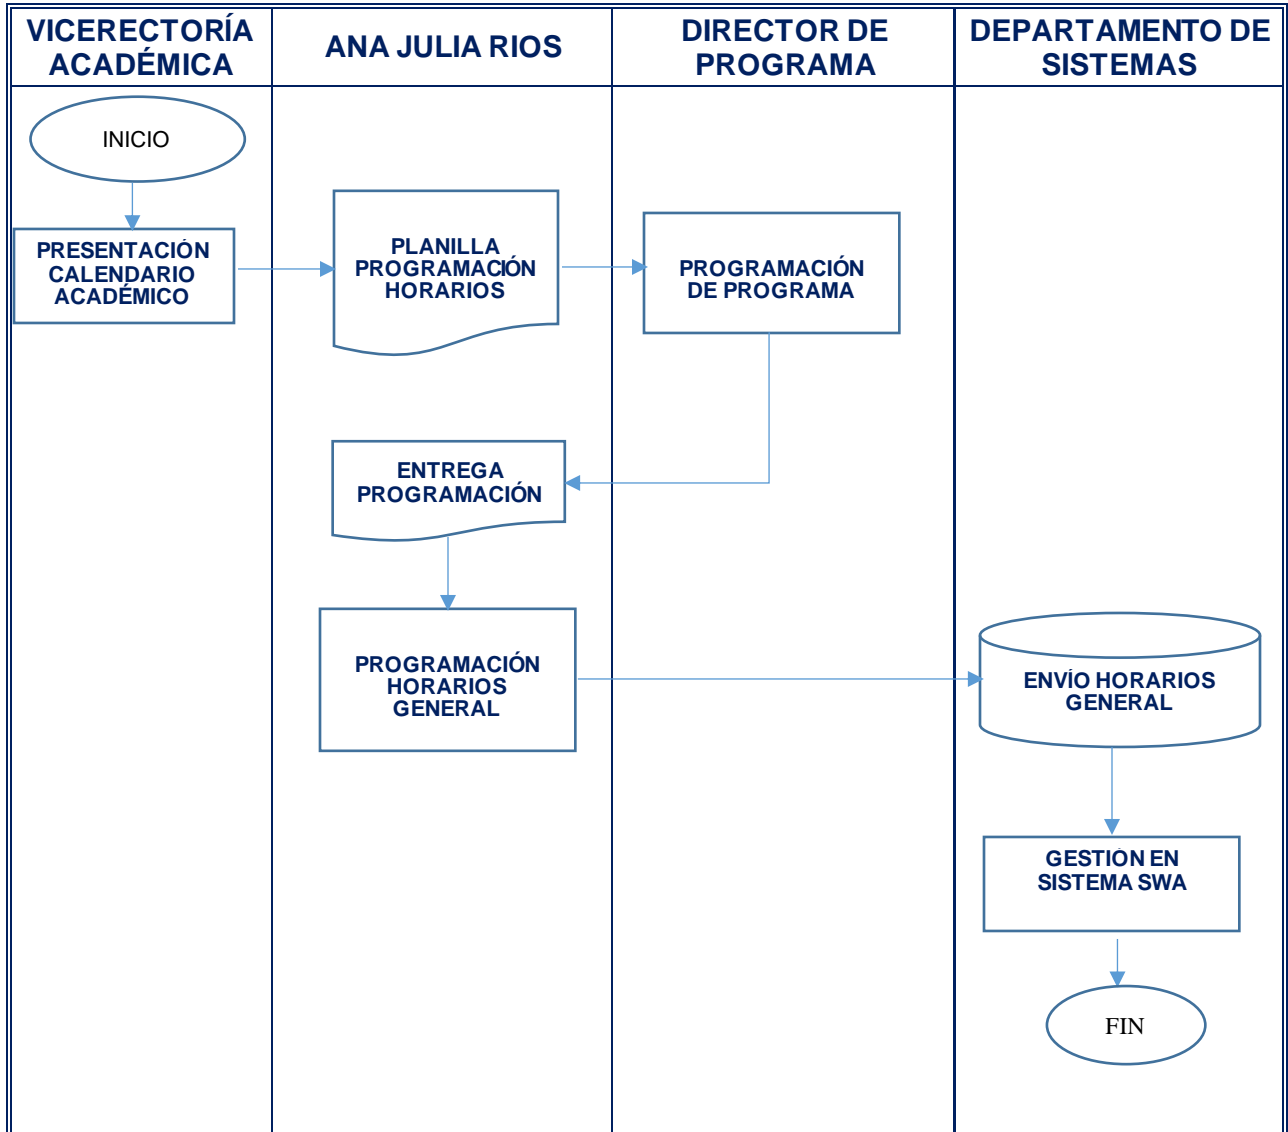 VICERECTORÍA
ACADÉMICA
ANA JULIA RIOS
DIRECTOR DE
PROGRAMA
DEPARTAMENTO DE
SISTEMAS
INICIO
PRESENTACIÓN
CALENDARIO
ACADÉMICO
PLANILLA
PROGRAMACIÓN
HORARIOS
PROGRAMACIÓN
DE PROGRAMA
ENTREGA
PROGRAMACIÓN
PROGRAMACIÓN
HORARIOS
GENERAL
ENVÍO HORARIOS
GENERAL
GESTIÓN EN
SISTEMA SWA
FIN